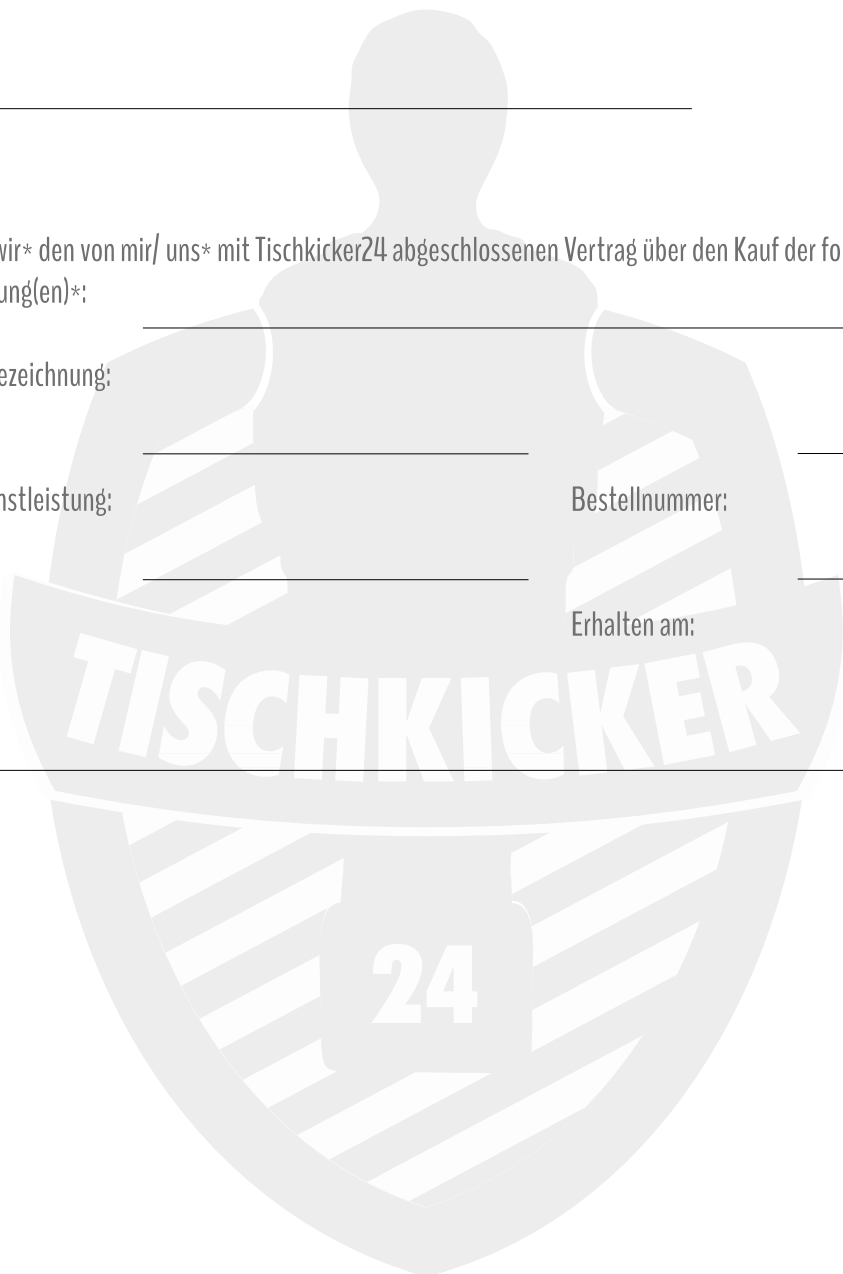 wir* den von mir/ uns* mit Tischkicker24 abgeschlossenen Vertrag über den Kauf der fo
ung(en)*:
ezeichnung:
nstleistung:
Bestellnummer:
Erhalten am:
TISCHKICKER
24